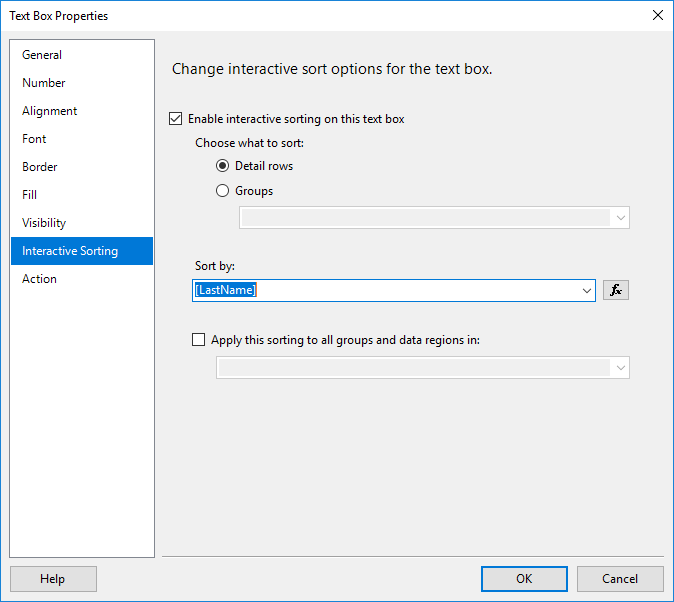 Text Box Properties
General
Number
Alignment
Font
Border
Fill
Visibility
Interactive Sorting
Action
Change interactive sort options for the text box.
Enable interactive sorting on this text box
Choose what to sort:
Detail rows
Groups
Sort by:
[LastName]
fx
Apply this sorting to all groups and data regions in:
Help
OK
Cancel